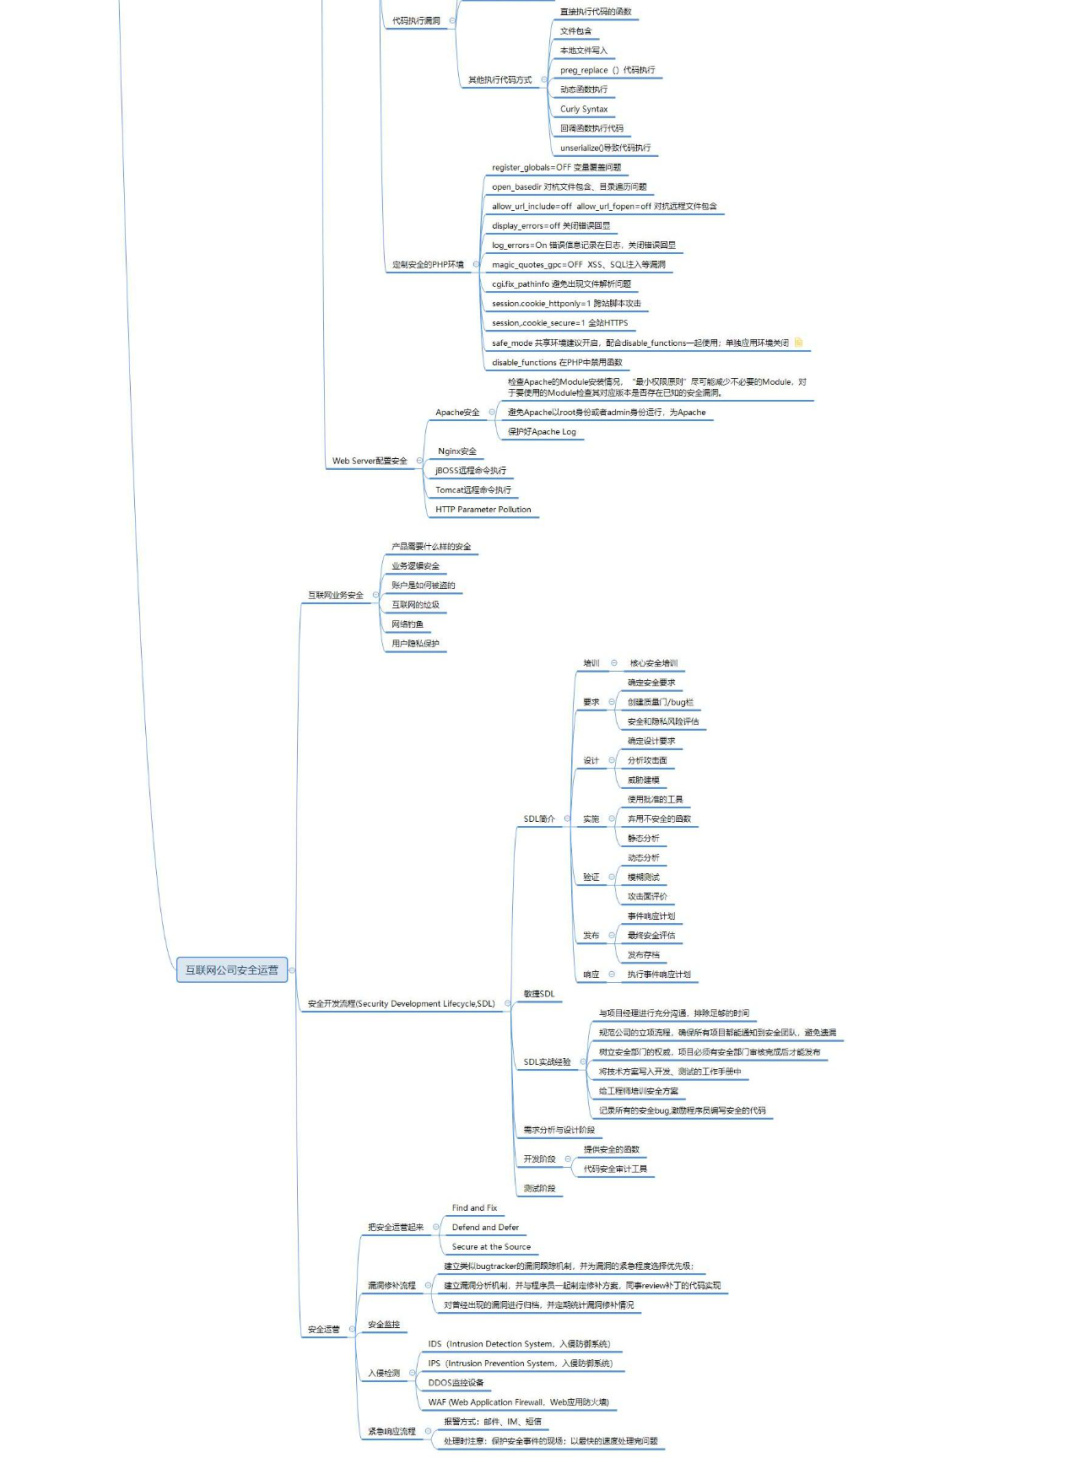 代码执行漏洞
直接执行代码的函数
文件包含
本地文件写入
其他执行代码方式
preg_replace（）代码执行
动态函数执行
Curly Syntax
回调函数执行代码
unserialize()导致代码执行
定制安全的PHP环境
register_globals=OFF 变量覆盖问题
open_basedir 对抗文件包含、目录遍历问题
allow_url_include=off allow_url_fopen=off 对抗远程文件包含
display_errors=off 关闭错误回显
log_errors=On 错误信息记录在日志，关闭错误回显
magic_quotes_gpc=OFF XSS、SQL注入等漏洞
cgi.fix_pathinfo 避免出现文件解析问题
session.cookie_httponly=1 跨站脚本攻击
session,.cookie_secure=1 全站HTTPS
safe_mode 共享环境建议开启，配合disable_functions一起使用；单独应用环境关闭
disable_functions 在PHP中禁用函数
Web Server配置安全
Apache安全
检查Apache的Module安装情况，“最小权限原则”尽可能减少不必要的Module，对
于要使用的Module检查其对应版本是否存在已知的安全漏洞。
避免Apache以root身份或者admin身份运行，为Apache
保护好Apache Log
Nginx安全
jBOSS远程命令执行
Tomcat远程命令执行
HTTP Parameter Pollution
互联网公司安全运营
互联网业务安全
产品需要什么样的安全
业务逻辑安全
账户是如何被盗的
互联网的垃圾
网络钓鱼
用户隐私保护
安全开发流程(Security Development Lifecycle,SDL)
SDL简介
培训
核心安全培训
要求
确定安全要求
创建质量门/bug栏
安全和隐私风险评估
设计
确定设计要求
分析攻击面
威胁建模
实施
使用批准的工具
弃用不安全的函数
静态分析
验证
动态分析
模糊测试
攻击面评价
发布
事件响应计划
最终安全评估
发布存档
响应
执行事件响应计划
敏捷SDL
SDL实战经验
与项目经理进行充分沟通，排除足够的时间
规范公司的立项流程，确保所有项目都能通知到安全团队，避免遗漏
树立安全部门的权威，项目必须有安全部门审核完成后才能发布
将技术方案写入开发、测试的工作手册中
给工程师培训安全方案
记录所有的安全bug,激励程序员编写安全的代码
需求分析与设计阶段
开发阶段
提供安全的函数
代码安全审计工具
测试阶段
安全运营
把安全运营起来
Find and Fix
Defend and Defer
Secure at the Source
漏洞修补流程
建立类似bugtracker的漏洞跟踪机制，并为漏洞的紧急程度选择优先级；
建立漏洞分析机制，并与程序员一起制定修补方案，同事review补丁的代码实现
对曾经出现的漏洞进行归档，并定期统计漏洞修补情况
安全监控
入侵检测
IDS（Intrusion Detection System，入侵防御系统）
IPS（Intrusion Prevention System，入侵防御系统）
DDOS监控设备
WAF (Web Application Firewall，Web应用防火墙)
紧急响应流程
报警方式：邮件、IM、短信
处理时注意：保护安全事件的现场；以最快的速度处理完问题